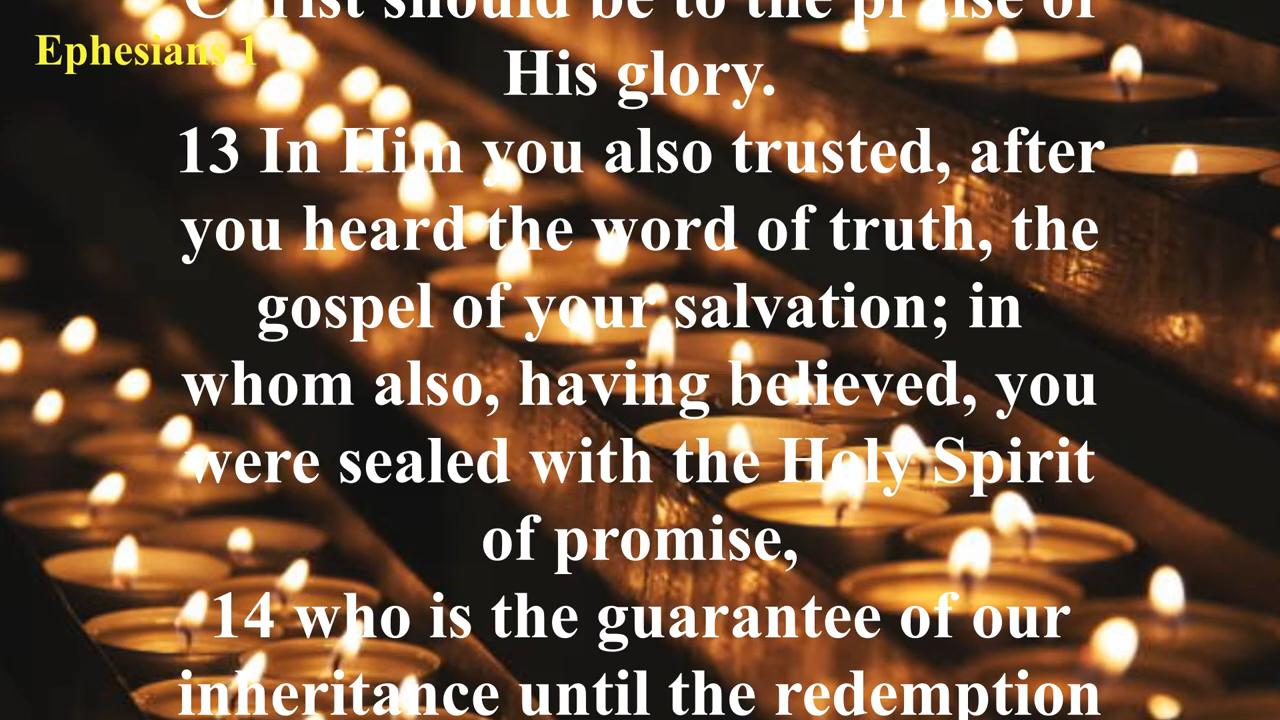 Christ should be to the praise of
Ephesians 1
His glory.
13 In Him you also trusted, after
you heard the word of truth, the
gospel of your salvation; in
whom also, having believed, you
were sealed with the Holy Spirit
of promise,
14 who is the guarantee of our
inheritance until the redemption